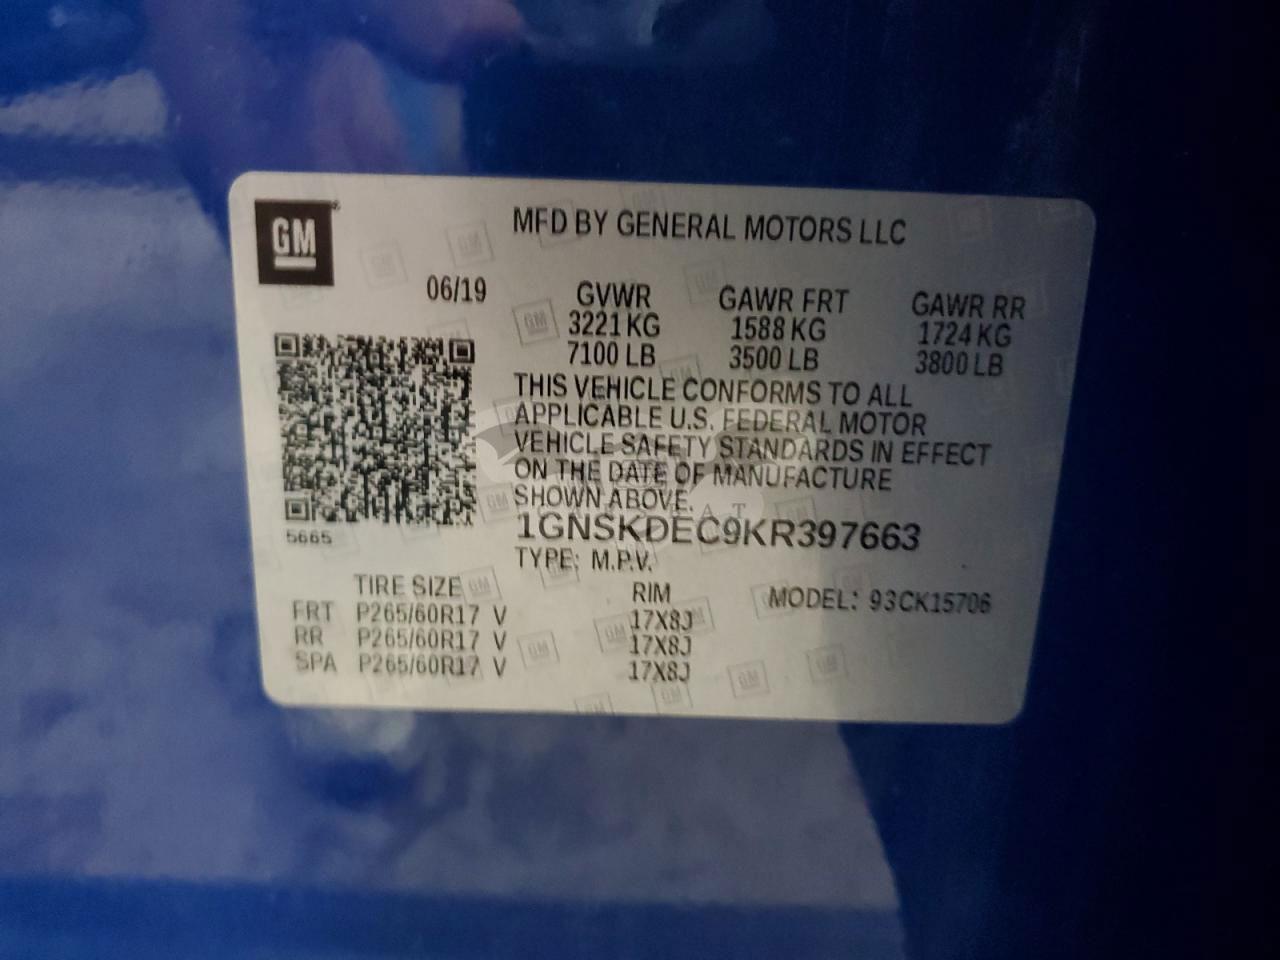 GM
MFD BY GENERAL MOTORS LLC
06/19
GVWR GAWR FRT GAWR RR
3221 KG 1588 KG 1724 KG
7100 LB 3500 LB 3800 LB
THIS VEHICLE CONFORMS TO ALL
APPLICABLE U.S. FEDERAL MOTOR
VEHICLE SAFETY STANDARDS IN EFFECT
ON THE DATE OF MANUFACTURE
SHOWN ABOVE.
5665
1GNSKDEC9KR397663
TYPE: M.P.V.
TIRE SIZE RIM MODEL: 93CK15706
FRT P265/60R17 V 17X8J
RR P265/60R17 V 17X8J
SPA P265/60R17 V 17X8J